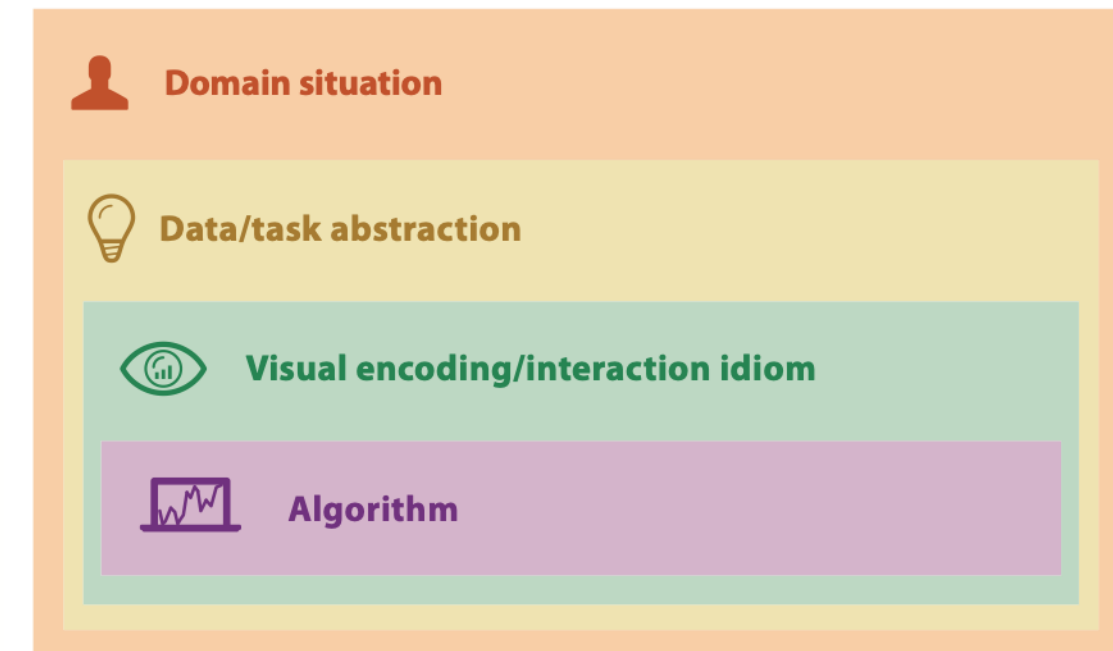 Domain situation
Data/task abstraction
Visual encoding/interaction idiom
Algorithm